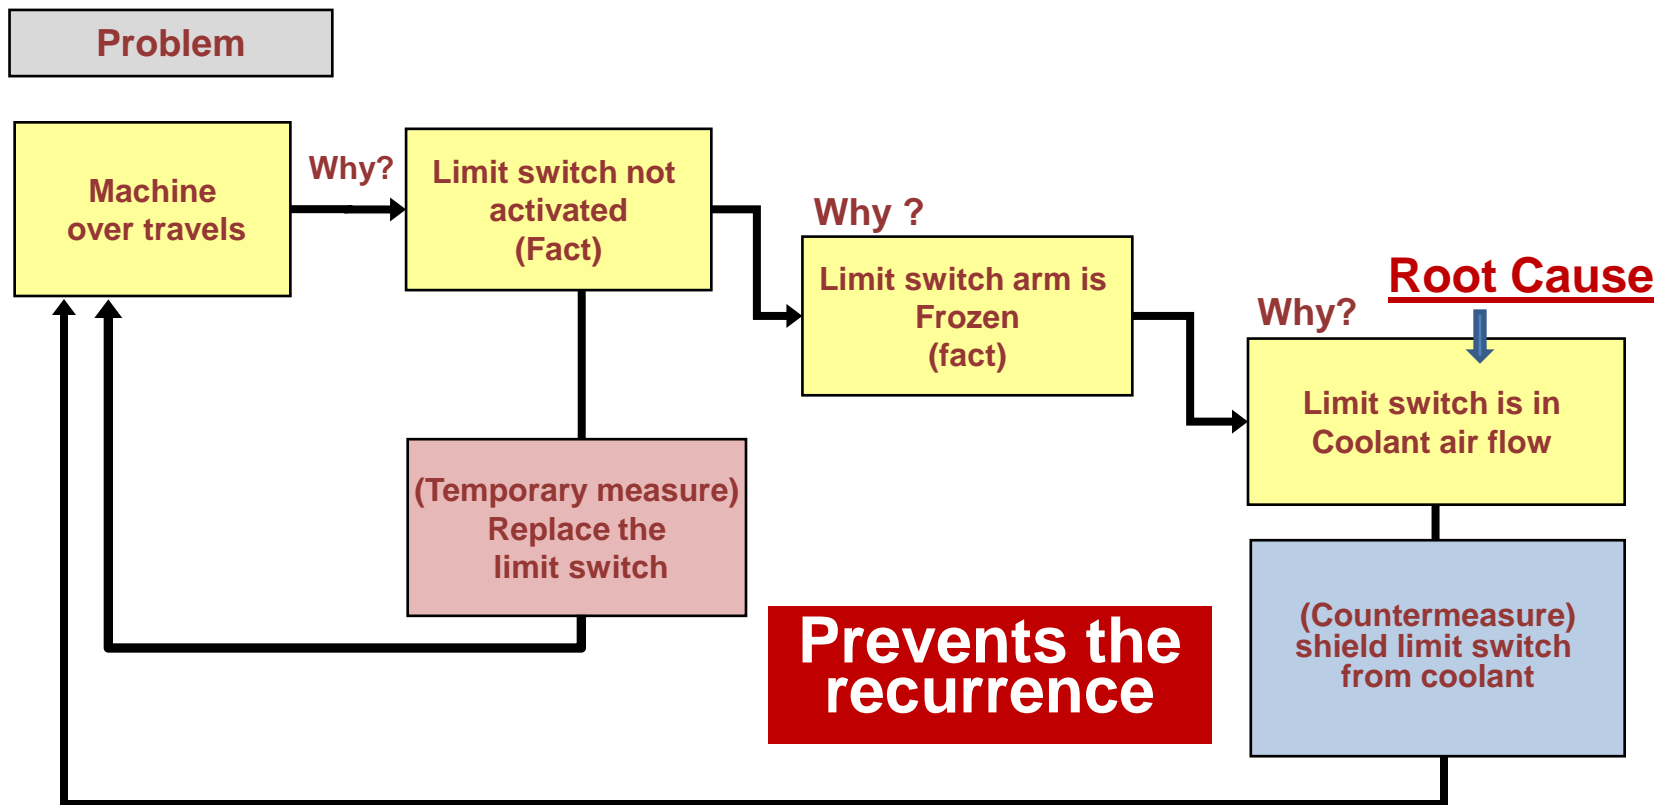 Problem
Machine
over travels
Why?
Limit switch not
activated
(Fact)
Why ?
Limit switch arm is
Frozen
(fact)
Root Cause
Why?
Limit switch is in
Coolant air flow
(Temporary measure)
Replace the
limit switch
Prevents the
recurrence
(Countermeasure)
shield limit switch
from coolant